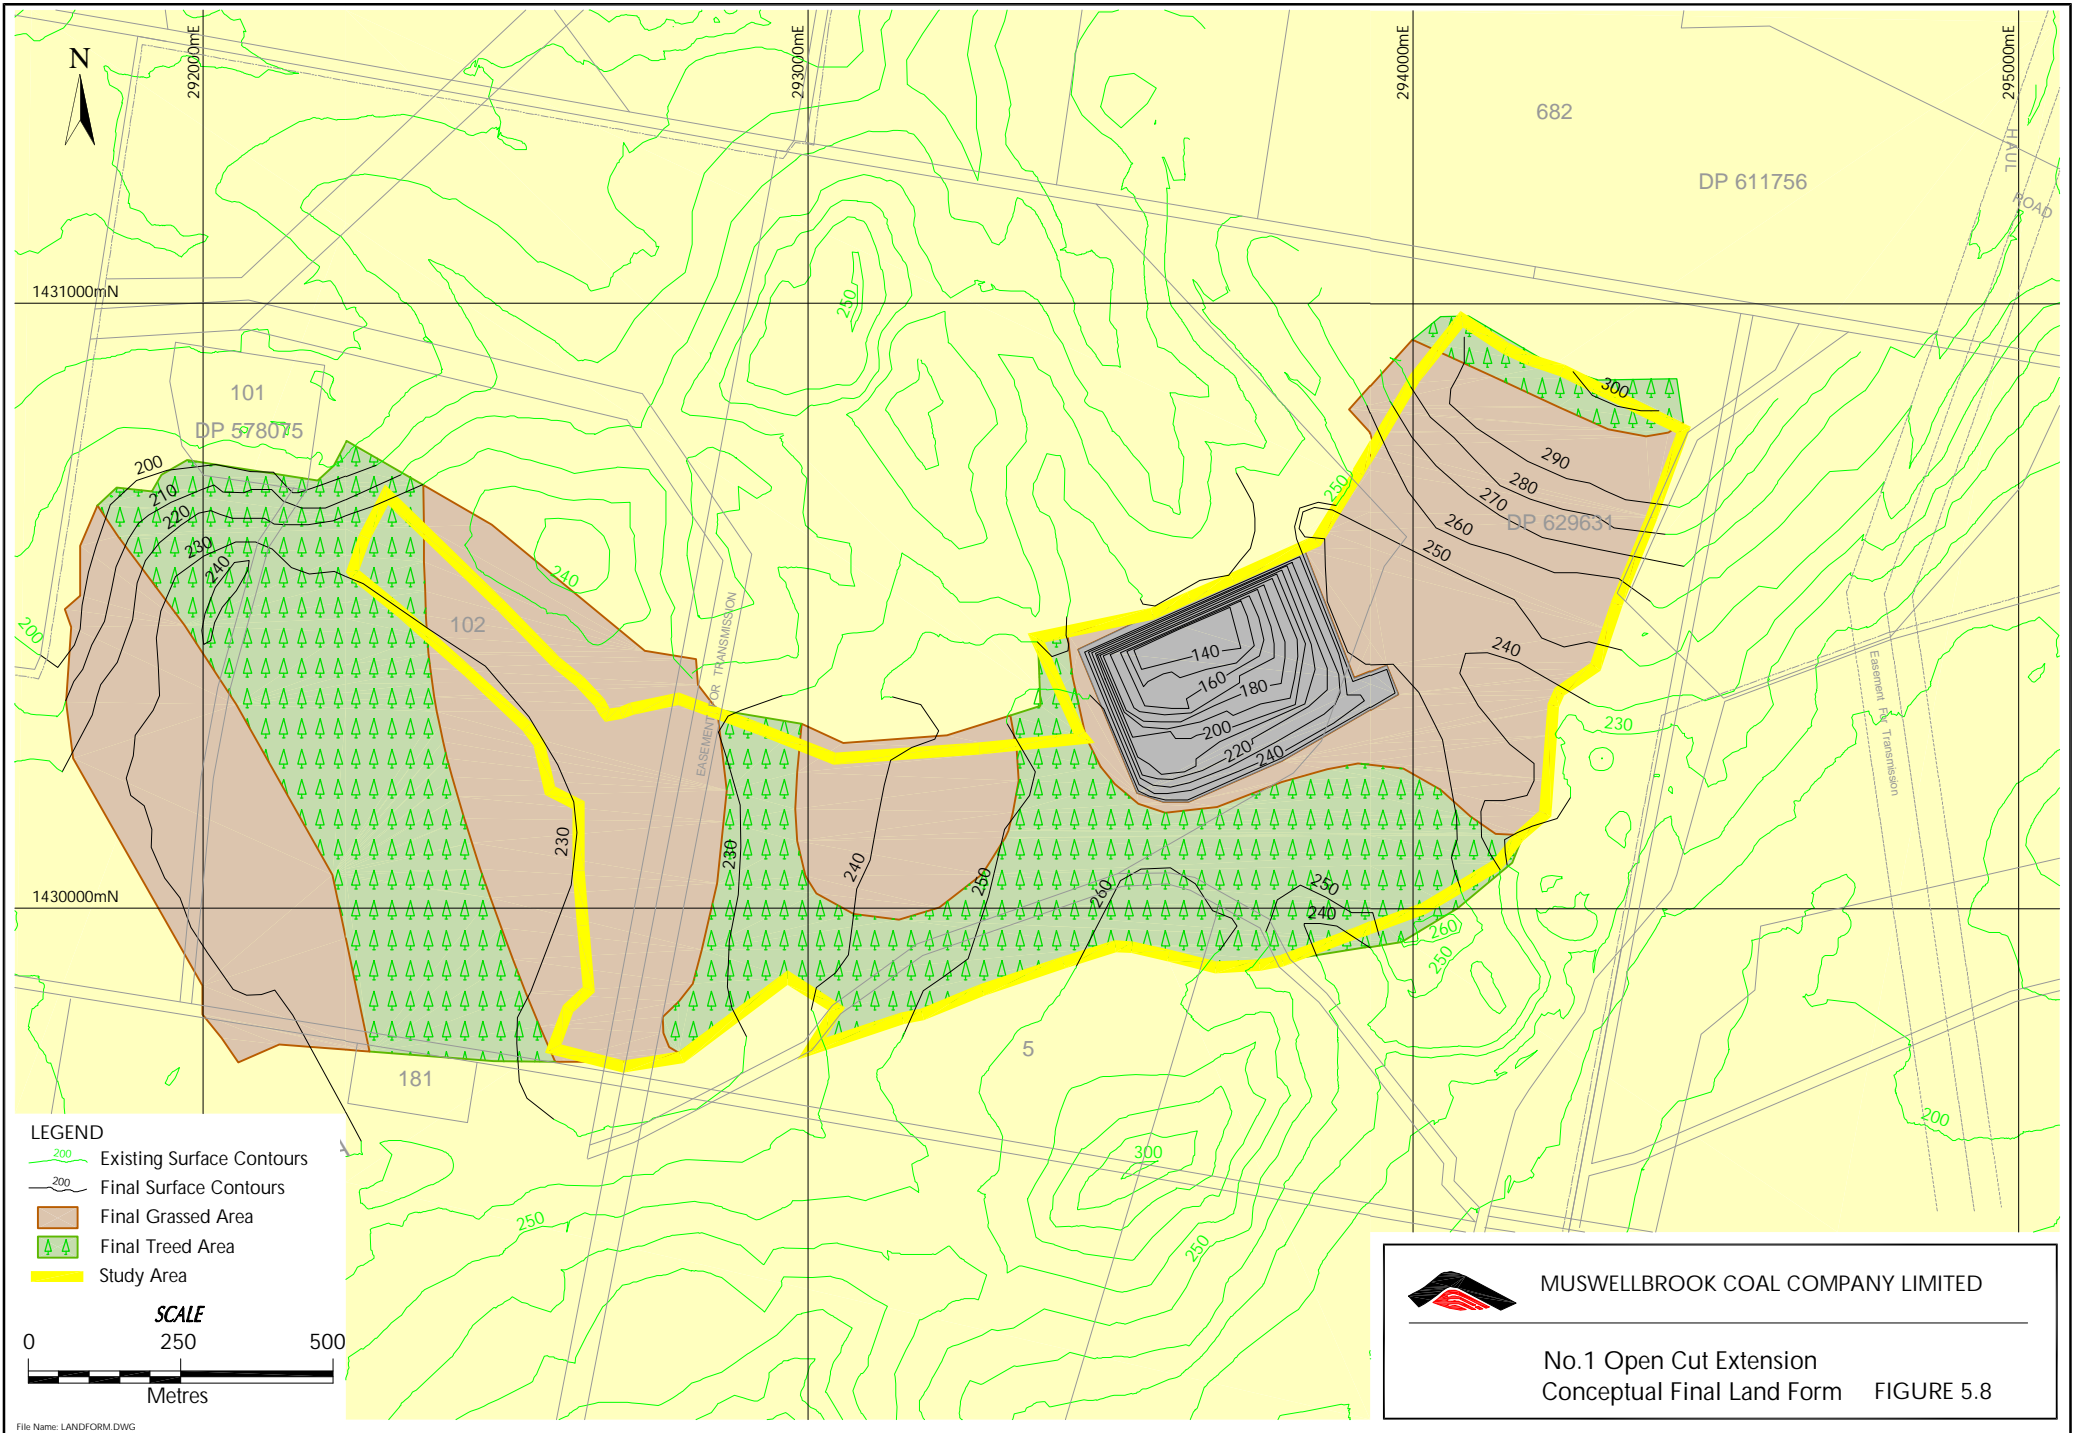 N
292000mE
293000mE
294000mE
295000mE
682
DP 611756
HAUL
ROAD
1431000mN
250
101
DP 578075
300
200
210
220
230
240
290
280
270
260
250
DP 629631
250
240
102
200
EASEMENT FOR TRANSMISSION
140
160
180
200
220
240
240
230
Easement For Transmission
230
230
240
250
260
250
240
1430000mN
260
250
5
181
200
300
250
250
LEGEND
200 Existing Surface Contours
200 Final Surface Contours
Final Grassed Area
Final Treed Area
Study Area
SCALE
0 250 500
Metres
MUSWELLBROOK COAL COMPANY LIMITED
No.1 Open Cut Extension
Conceptual Final Land Form FIGURE 5.8
File Name: LANDFORM.DWG